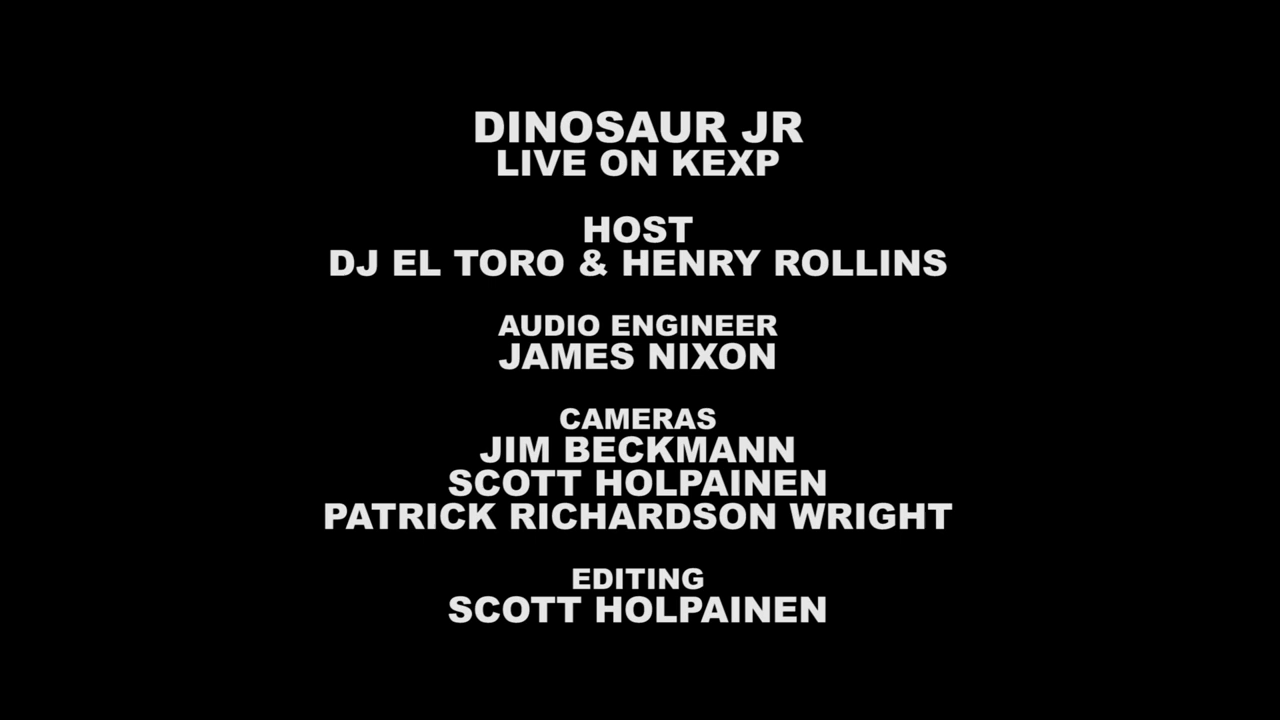 DINOSAUR JR
LIVE ON KEXP
HOST
DJ EL TORO & HENRY ROLLINS
AUDIO ENGINEER
JAMES NIXON
CAMERAS
JIM BECKMANN
SCOTT HOLPAINEN
PATRICK RICHARDSON WRIGHT
EDITING
SCOTT HOLPAINEN